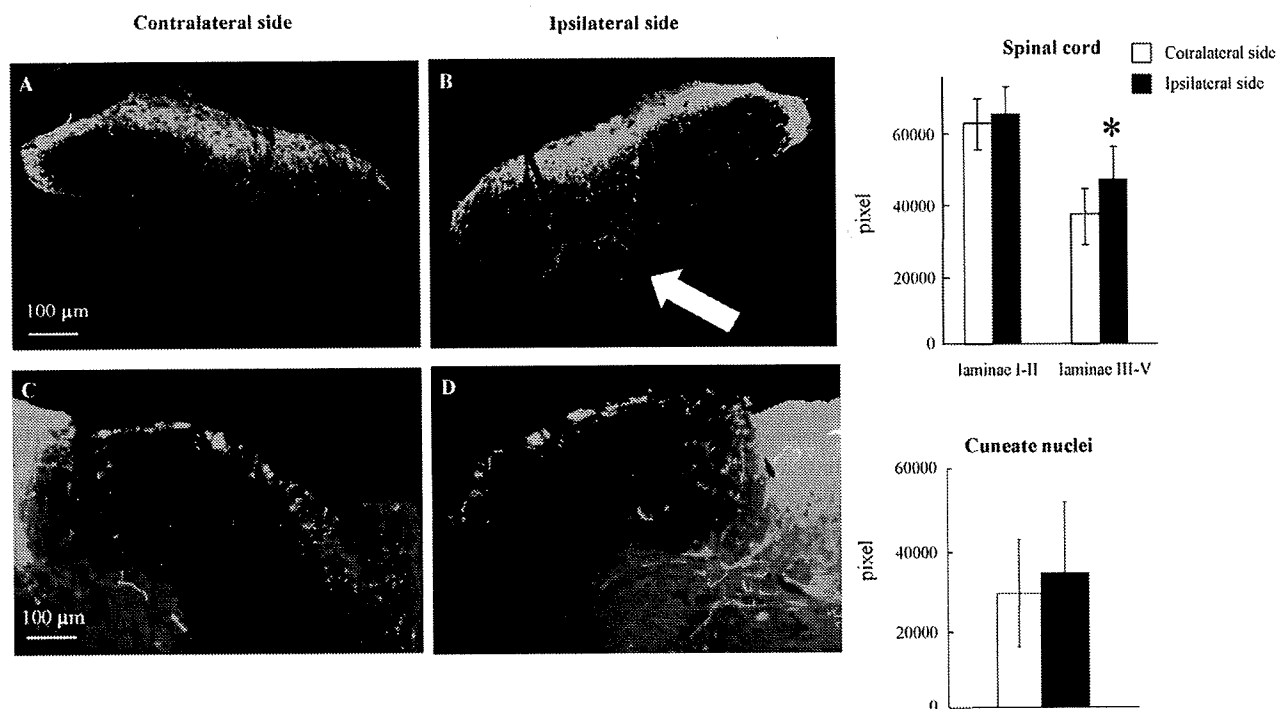 Contralateral side
Ipsilateral side
A
100 µm
B
C
100 µm
D
Spinal cord
Cotralateral side
Ipsilateral side
pixel
60000
40000
20000
0
*
laminae I-II
laminae III-V
Cuneate nuclei
pixel
60000
40000
20000
0